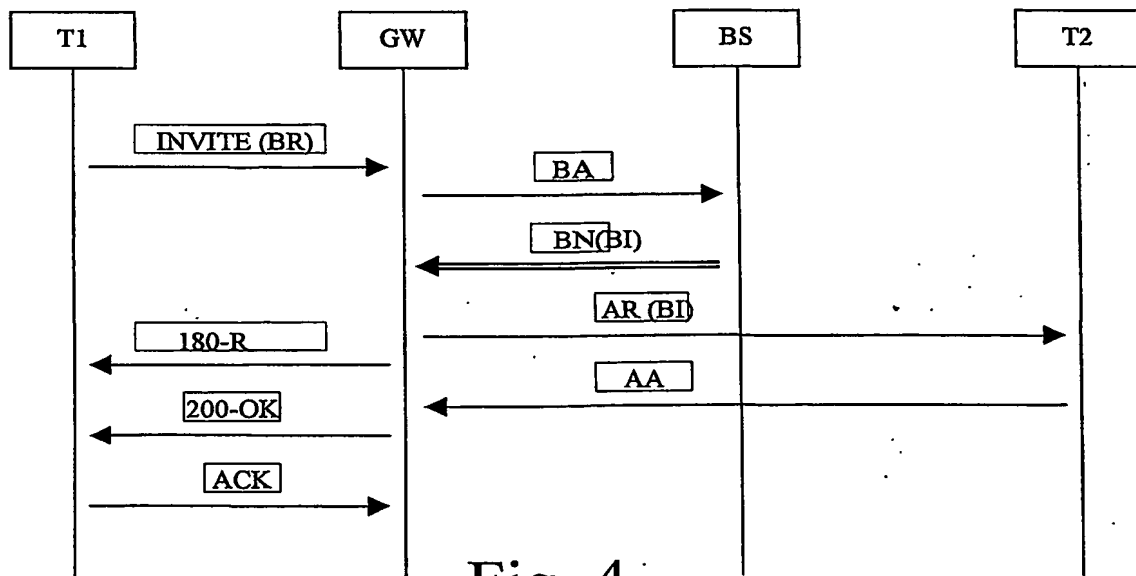 T1
GW
BS
T2
INVITE (BR)
BA
BN(BI)
AR (BI)
180-R
AA
200-OK
ACK
Fig. 4